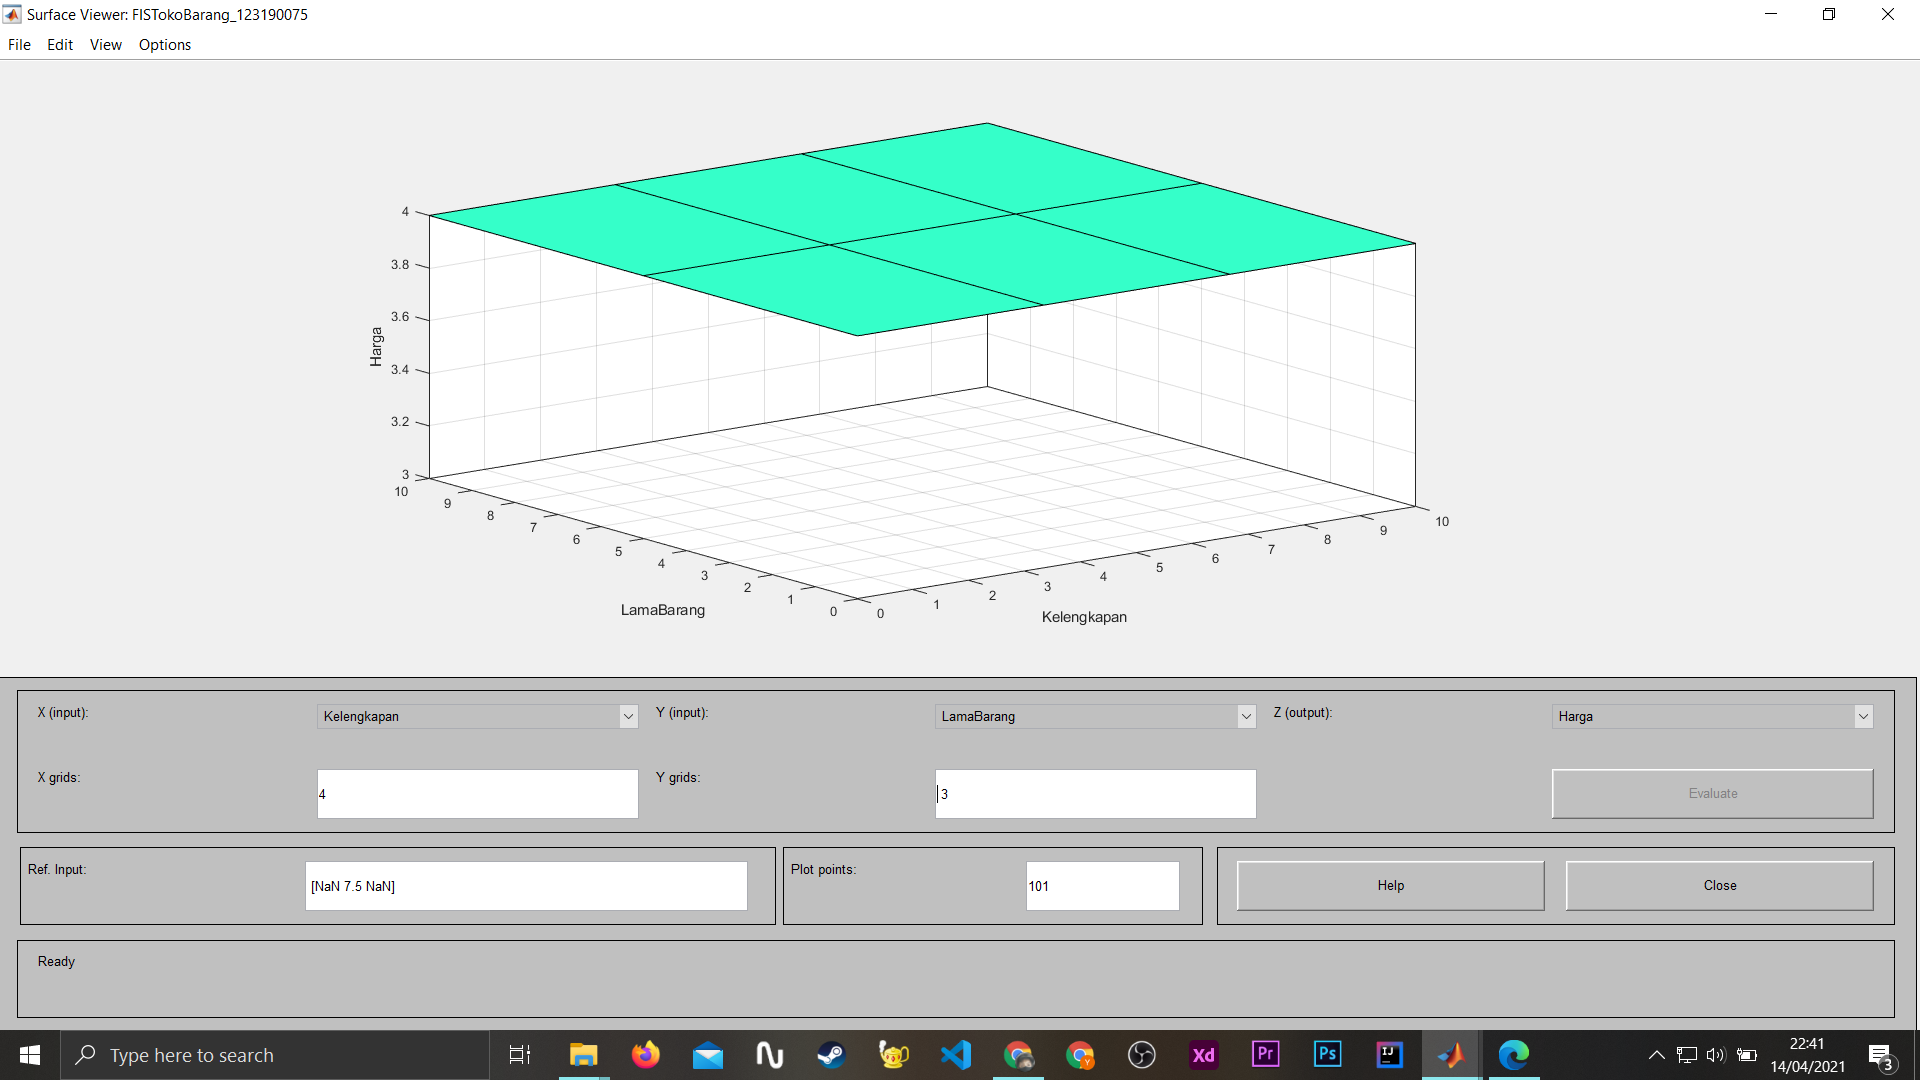 Surface Viewer: FISTokoBarang_123190075
File Edit View Options
4
3.8
3.6
3.4
3.2
3
Harga
10
9
8
7
6
5
4
3
2
1
0
LamaBarang
0
1
2
3
4
5
6
7
8
9
10
Kelengkapan
X (input): Kelengkapan Y (input): LamaBarang Z (output): Harga
X grids: 4 Y grids: 3 Evaluate
Ref. Input: [NaN 7.5 NaN] Plot points: 101 Help Close
Ready
Type here to search Xd Pr Ps IJ 22:41
14/04/2021 3